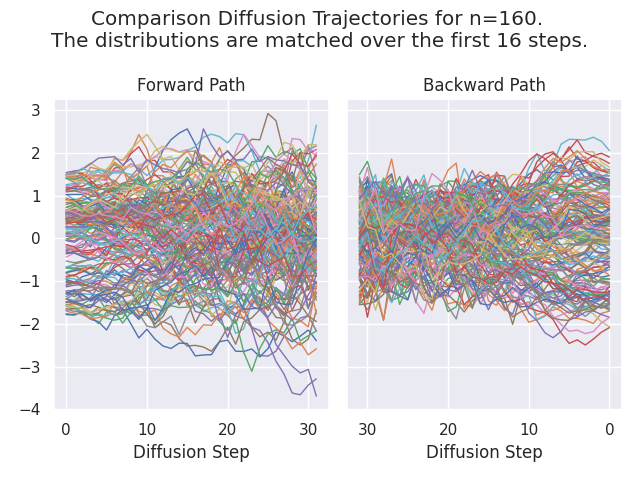 Comparison Diffusion Trajectories for n=160.
The distributions are matched over the first 16 steps.
Forward Path
Backward Path
3
2
1
0
−1
−2
−3
−4
0 10 20 30
30 20 10 0
Diffusion Step
Diffusion Step